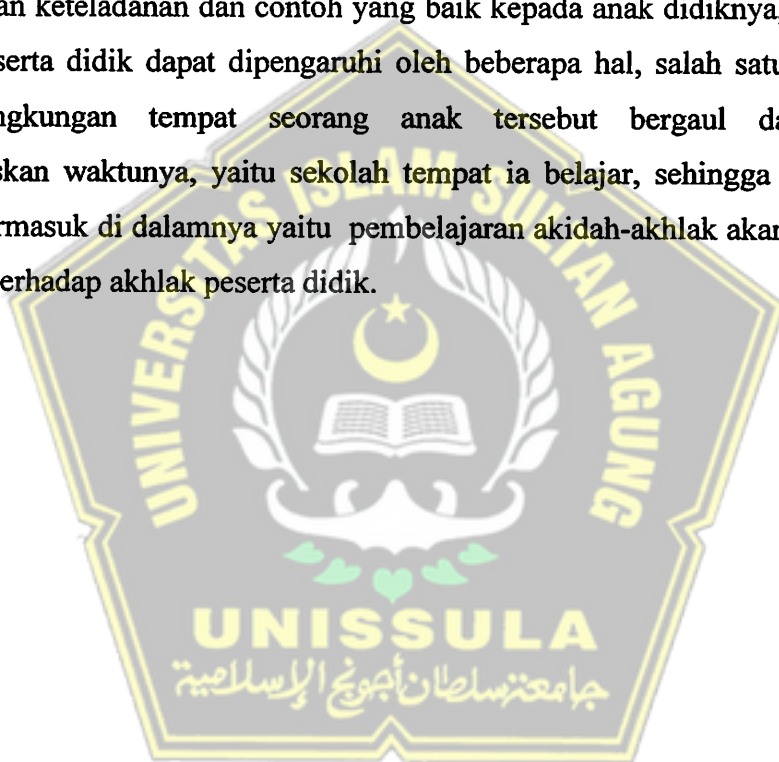 an keteladanan dan contoh yang baik kepada anak didiknya,
serta didik dapat dipengaruhi oleh beberapa hal, salah satu
ngkungan tempat seorang anak tersebut bergaul da
skan waktunya, yaitu sekolah tempat ia belajar, sehingga
rmasuk di dalamnya yaitu pembelajaran akidah-akhlak akan
erhadap akhlak peserta didik.
UNIVERSITAS ISLAM SULTAN AGUNG
UNISSULA
جامعة سلطان أجونج الإسلامية